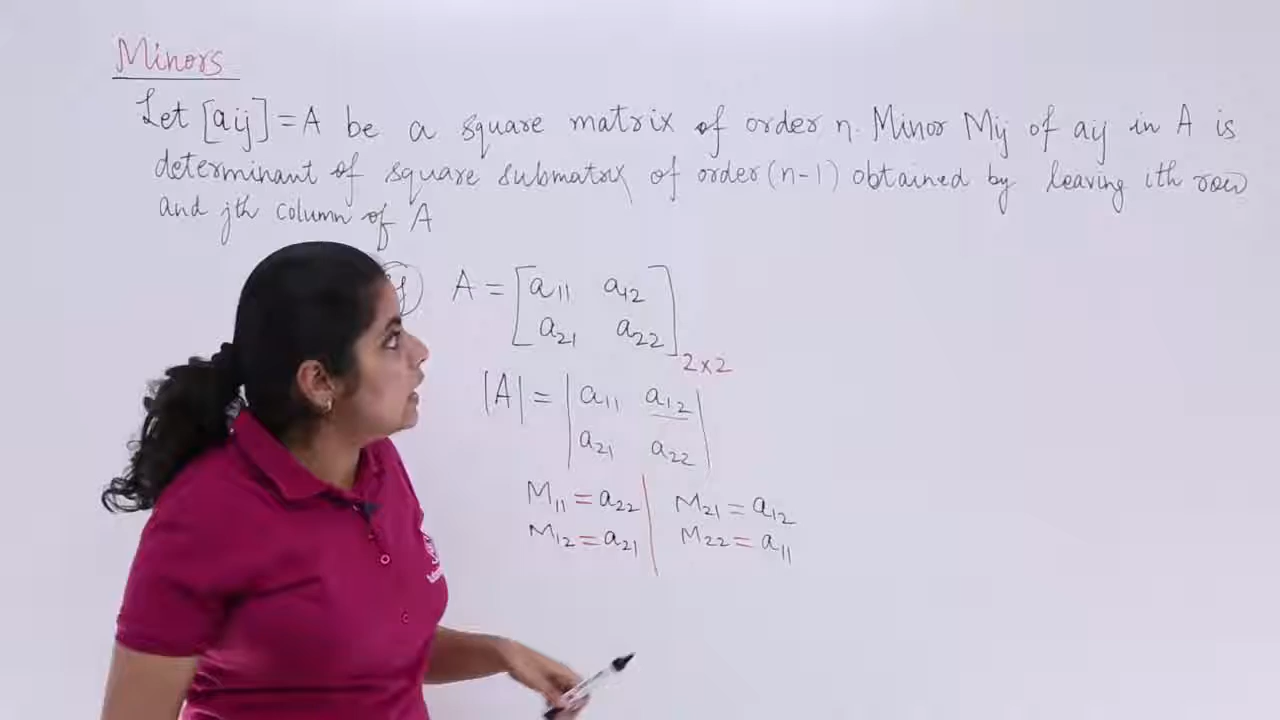 Minors
Let [aij] = A be a square matrix of order n. Minor Mij of aij in A is
determinant of square submatrix of order (n-1) obtained by leaving ith row
and jth column of A
A = [a11 a12
a21 a22] 2×2
|A| = |a11 a12|
|a21 a22|
M11 = a22 | M21 = a12
M12 = a21 | M22 = a11